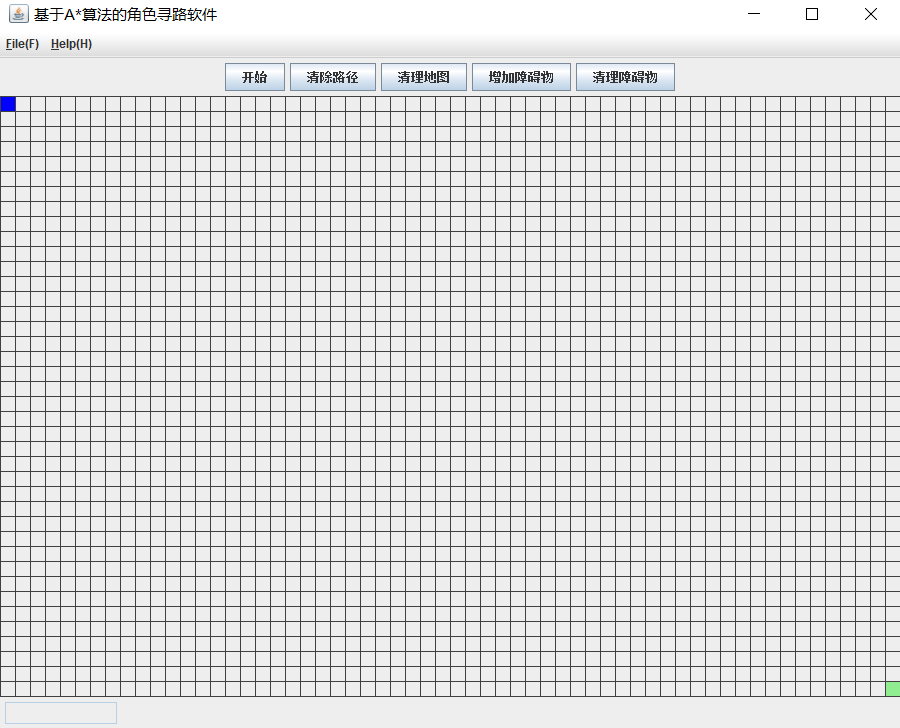 基于A*算法的角色寻路软件
File(F) Help(H)
开始 清除路径 清理地图 增加障碍物 清理障碍物